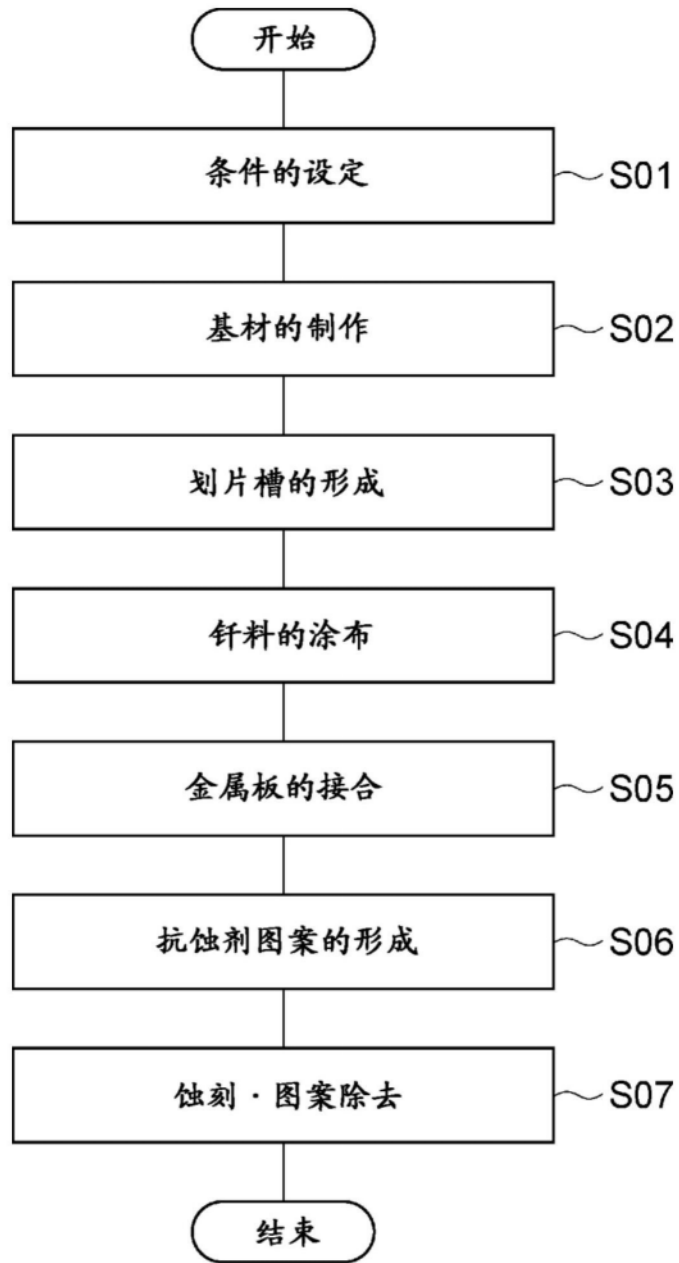 开始
条件的设定 S01
基材的制作 S02
划片槽的形成 S03
钎料的涂布 S04
金属板的接合 S05
抗蚀剂图案的形成 S06
蚀刻·图案除去 S07
结束